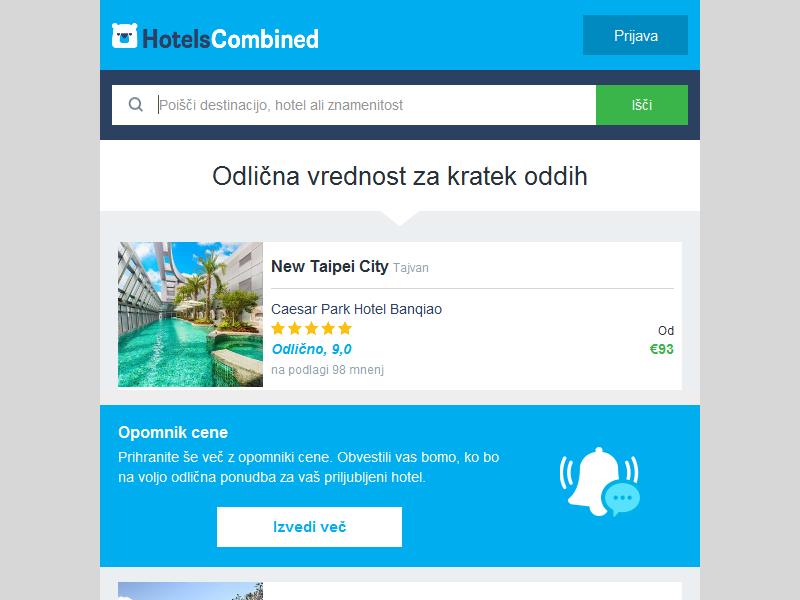 HotelsCombined
Prijava
Poišči destinacijo, hotel ali znamenitost
Išči
Odlična vrednost za kratek oddih
New Taipei City Tajvan
Caesar Park Hotel Banqiao
Od
Odlično, 9,0
€93
na podlagi 98 mnenj
Opomnik cene
Prihranite še več z opomniki cene. Obvestili vas bomo, ko bo
na voljo odlična ponudba za vaš priljubljeni hotel.
Izvedi več